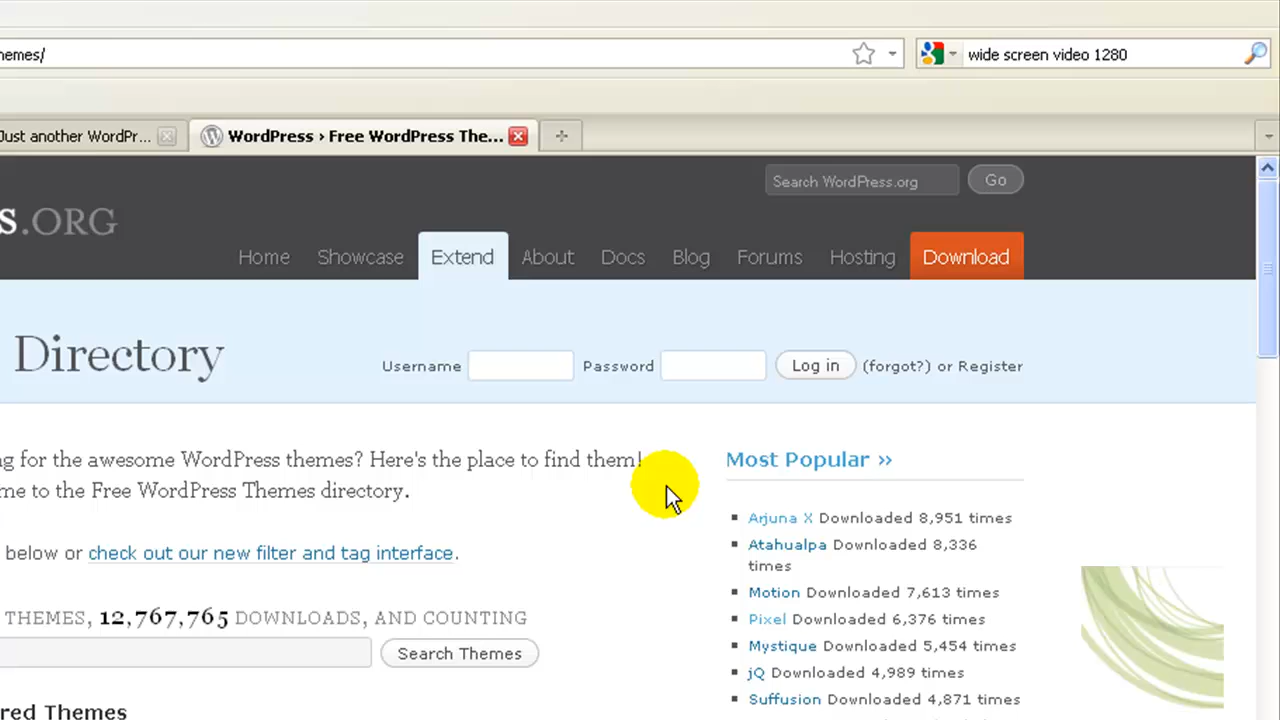 hemes/
wide screen video 1280
Just another WordPr...
WordPress › Free WordPress The...
Search WordPress.org
Go
S.ORG
Home
Showcase
Extend
About
Docs
Blog
Forums
Hosting
Download
Directory
Username
Password
Log in
(forgot?) or Register
g for the awesome WordPress themes? Here's the place to find them!
me to the Free WordPress Themes directory.
below or check out our new filter and tag interface.
THEMES, 12,767,765 DOWNLOADS, AND COUNTING
Search Themes
red Themes
Most Popular »
Arjuna X Downloaded 8,951 times
Atahualpa Downloaded 8,336
times
Motion Downloaded 7,613 times
Pixel Downloaded 6,376 times
Mystique Downloaded 5,454 times
jQ Downloaded 4,989 times
Suffusion Downloaded 4,871 times